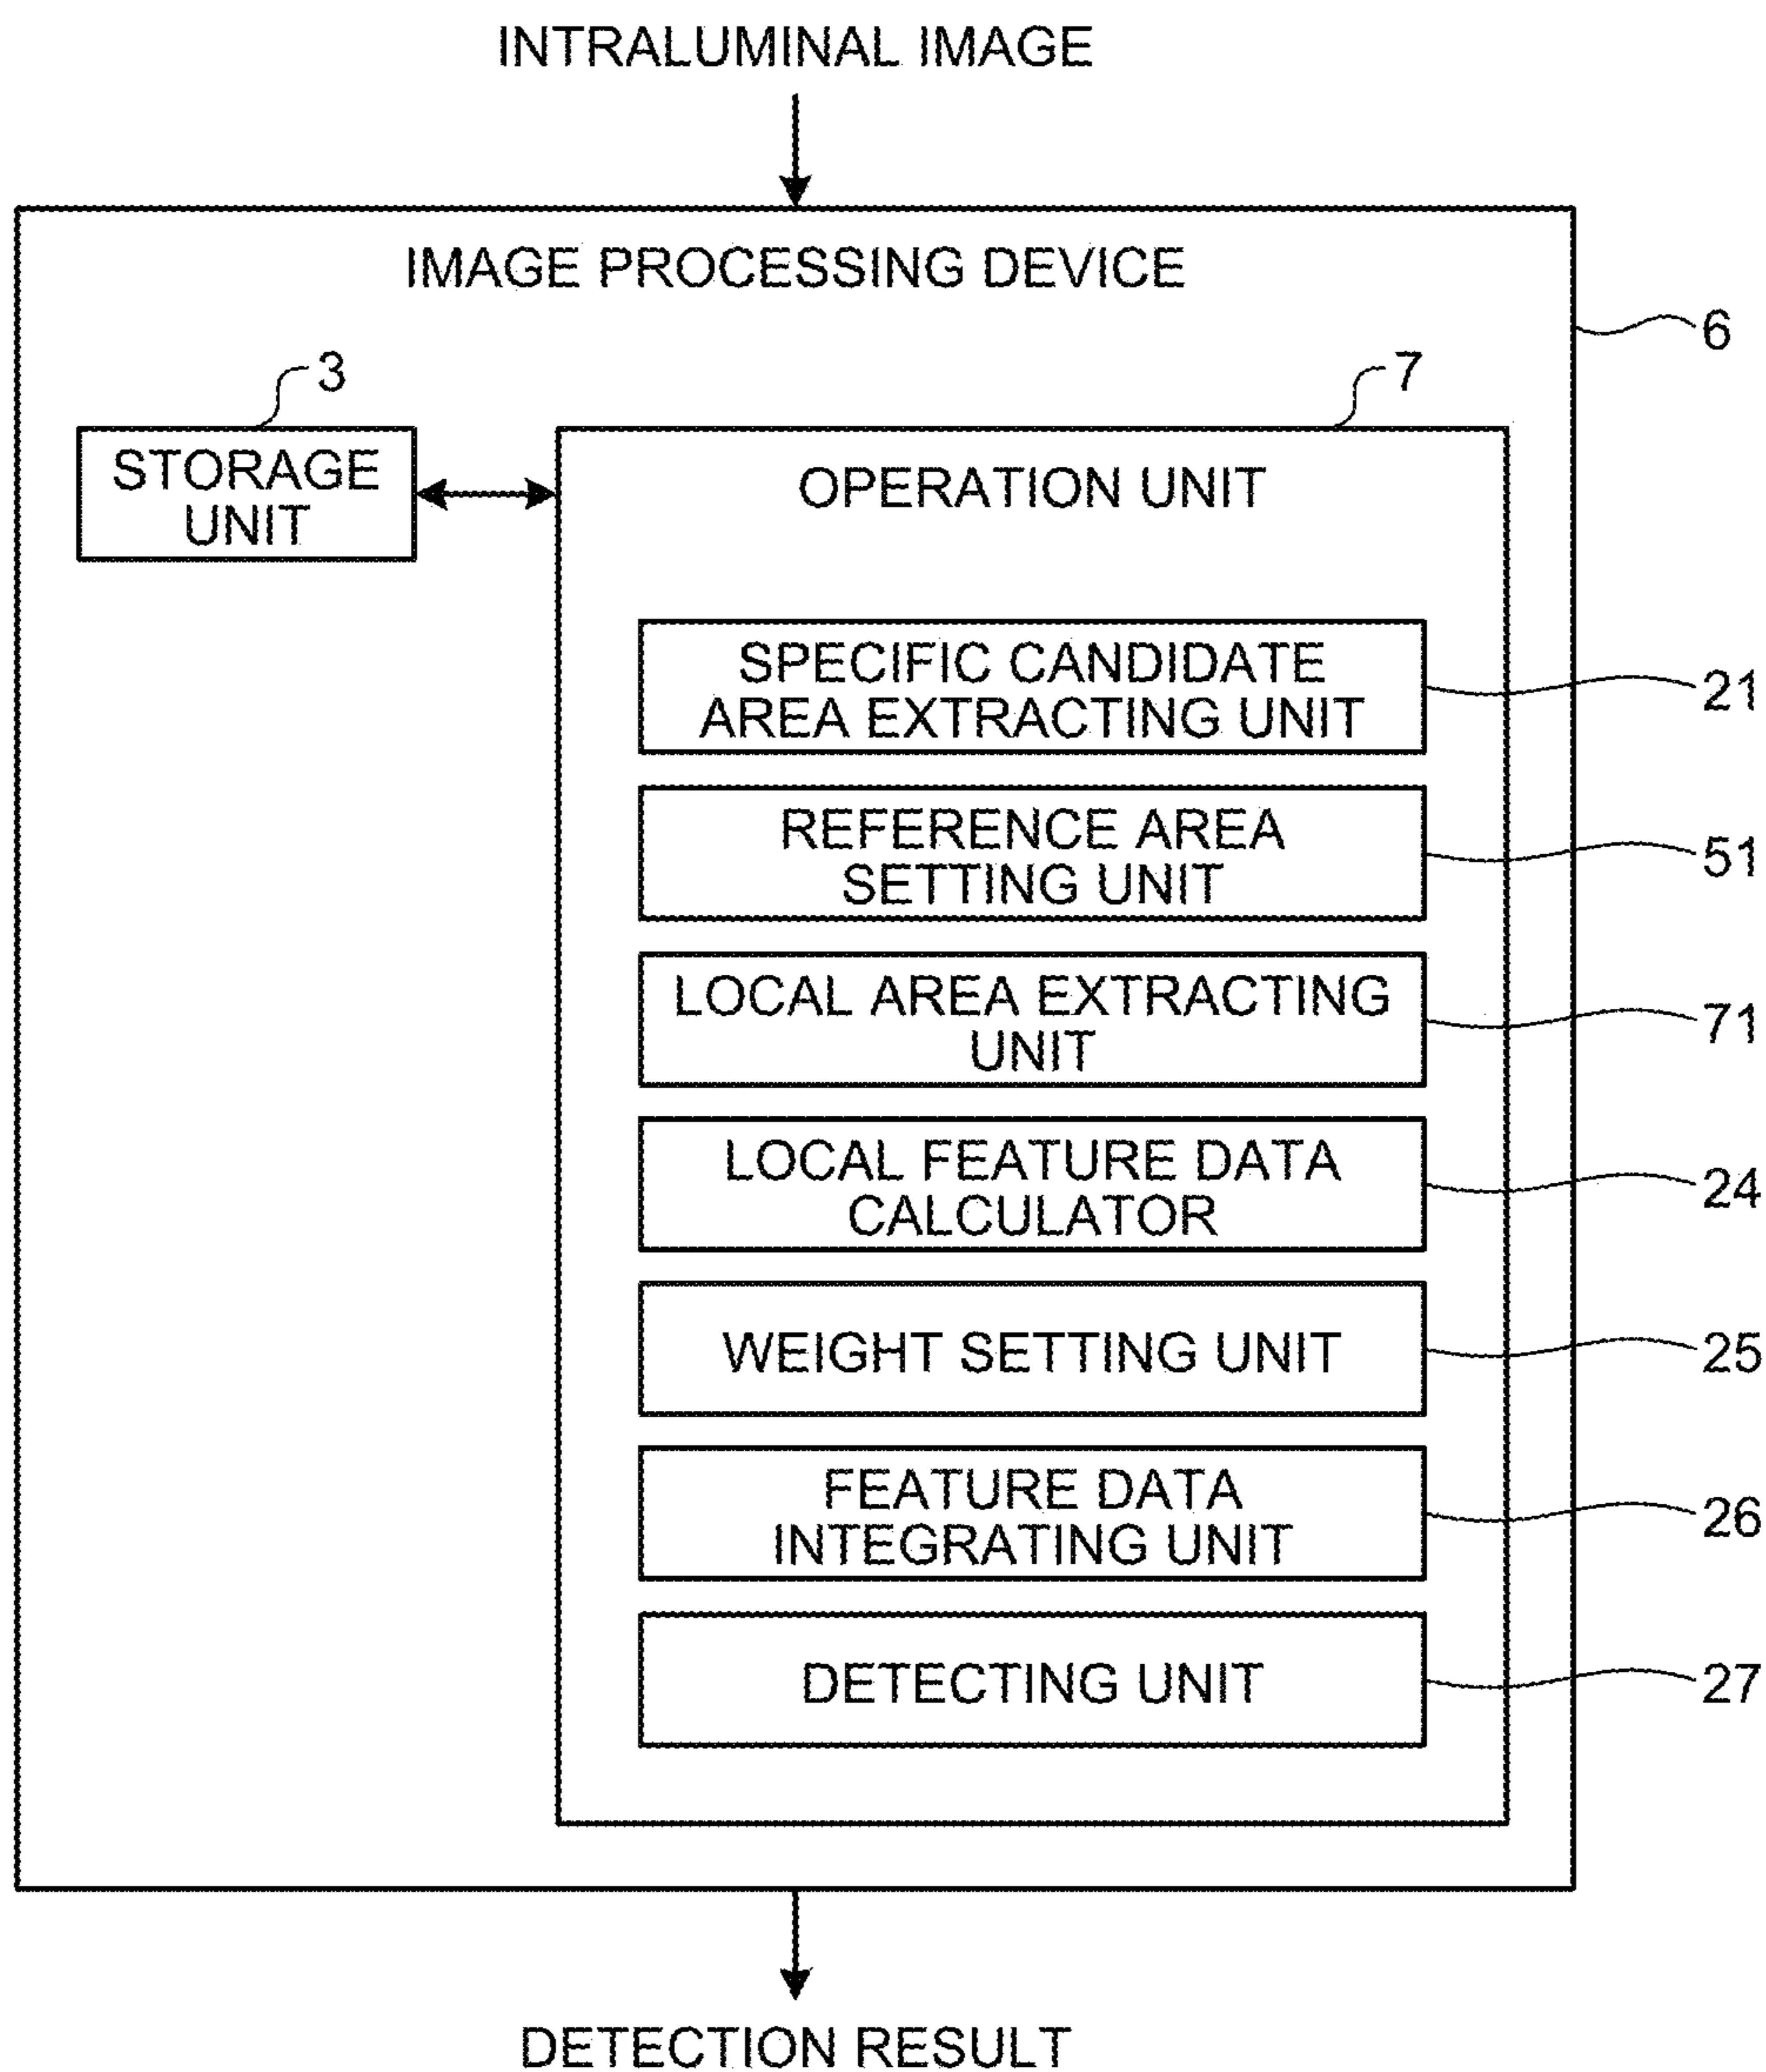 INTRALUMINAL IMAGE
IMAGE PROCESSING DEVICE
6
3
7
STORAGE
UNIT
OPERATION UNIT
SPECIFIC CANDIDATE
AREA EXTRACTING UNIT
21
REFERENCE AREA
SETTING UNIT
51
LOCAL AREA EXTRACTING
UNIT
71
LOCAL FEATURE DATA
CALCULATOR
24
WEIGHT SETTING UNIT
25
FEATURE DATA
INTEGRATING UNIT
26
DETECTING UNIT
27
DETECTION RESULT